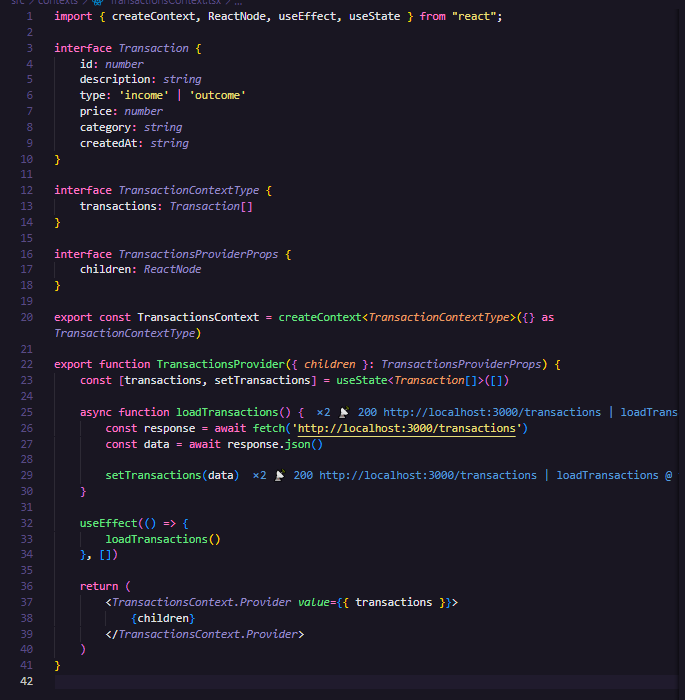 src > contexts > TransactionsContext.tsx > ...
1 import { createContext, ReactNode, useEffect, useState } from "react";
2
3 interface Transaction {
4 id: number
5 description: string
6 type: 'income' | 'outcome'
7 price: number
8 category: string
9 createdAt: string
10 }
11
12 interface TransactionContextType {
13 transactions: Transaction[]
14 }
15
16 interface TransactionsProviderProps {
17 children: ReactNode
18 }
19
20 export const TransactionsContext = createContext<TransactionContextType>({} as
TransactionContextType)
21
22 export function TransactionsProvider({ children }: TransactionsProviderProps) {
23 const [transactions, setTransactions] = useState<Transaction[]>([])
24
25 async function loadTransactions() { ×2 200 http://localhost:3000/transactions | loadTrans
26 const response = await fetch('http://localhost:3000/transactions')
27 const data = await response.json()
28
29 setTransactions(data) ×2 200 http://localhost:3000/transactions | loadTransactions @
30 }
31
32 useEffect(() => {
33 loadTransactions()
34 }, [])
35
36 return (
37 <TransactionsContext.Provider value={{ transactions }}>
38 {children}
39 </TransactionsContext.Provider>
40 )
41 }
42